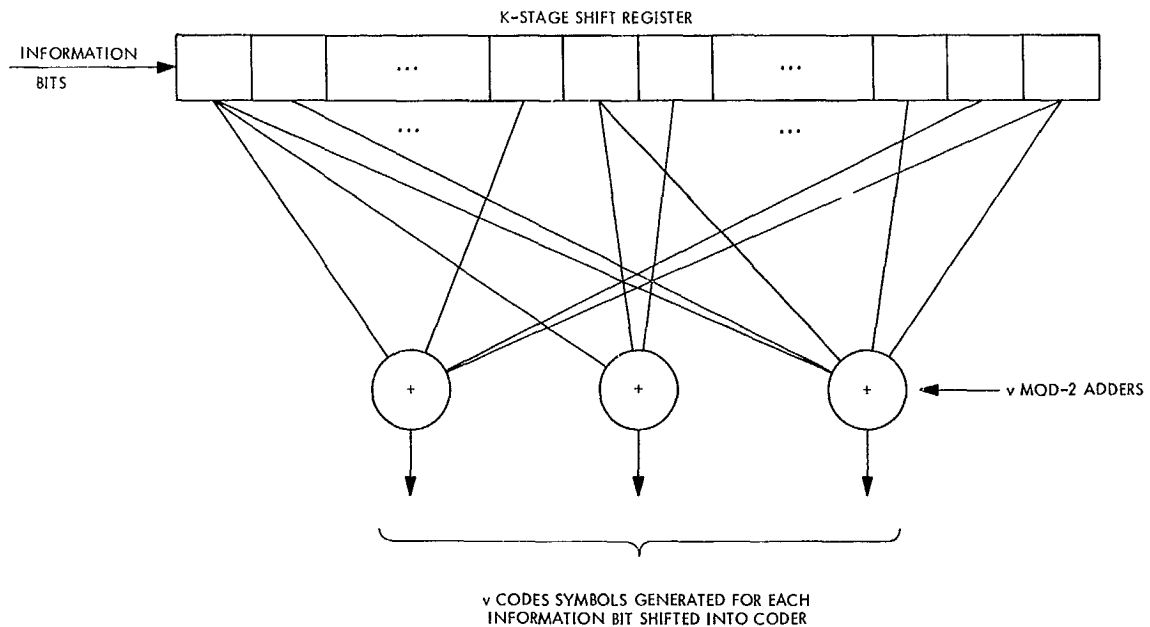 K-STAGE SHIFT REGISTER
INFORMATION
BITS
...
...
...
...
+
+
+
v MOD-2 ADDERS
v CODES SYMBOLS GENERATED FOR EACH
INFORMATION BIT SHIFTED INTO CODER